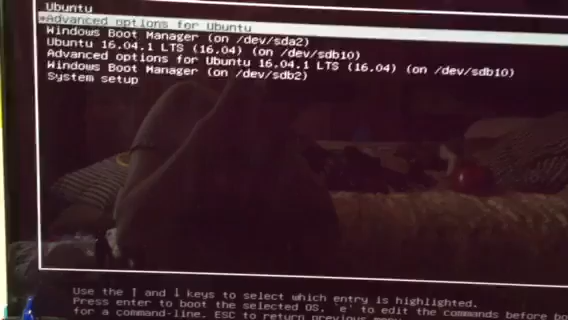 Ubuntu
*Advanced options for Ubuntu
Windows Boot Manager (on /dev/sda2)
Ubuntu 16.04.1 LTS (16.04) (on /dev/sdb10)
Advanced options for Ubuntu 16.04.1 LTS (16.04) (on /dev/sdb10)
Windows Boot Manager (on /dev/sdb2)
System setup
Use the ↑ and ↓ keys to select which entry is highlighted.
Press enter to boot the selected OS, `e' to edit the commands before bo
for a command-line. ESC to return previous